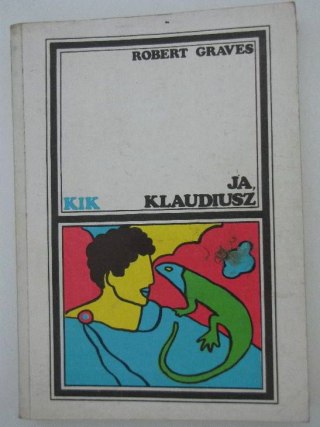 ROBERT GRAVES
JA,
KIK KLAUDIUSZ